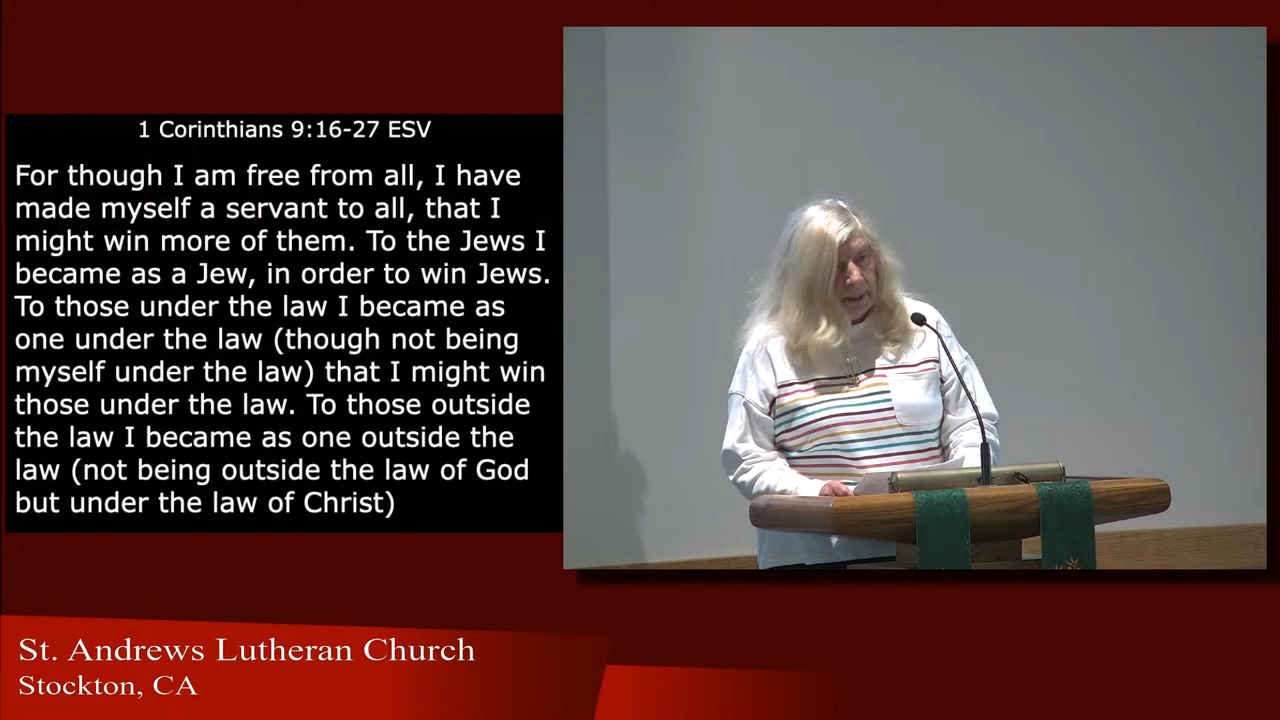 1 Corinthians 9:16-27 ESV
For though I am free from all, I have
made myself a servant to all, that I
might win more of them. To the Jews I
became as a Jew, in order to win Jews.
To those under the law I became as
one under the law (though not being
myself under the law) that I might win
those under the law. To those outside
the law I became as one outside the
law (not being outside the law of God
but under the law of Christ)
St. Andrews Lutheran Church
Stockton, CA